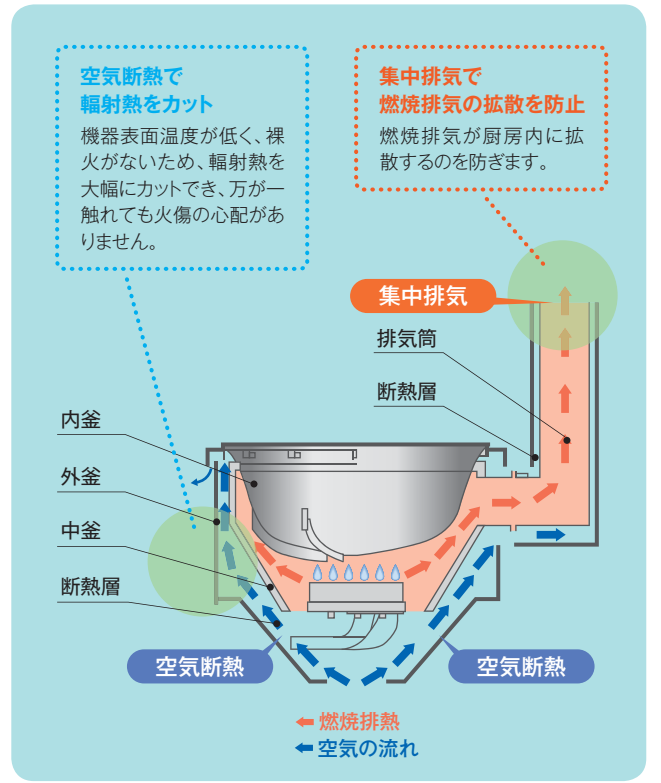 空気断熱で
輻射熱をカット
機器表面温度が低く、裸
火がないため、輻射熱を
大幅にカットでき、万が一
触れても火傷の心配があ
りません。
集中排気で
燃焼排気の拡散を防止
燃焼排気が厨房内に拡
散するのを防ぎます。
集中排気
排気筒
断熱層
内釜
外釜
中釜
断熱層
空気断熱
空気断熱
燃焼排熱
空気の流れ